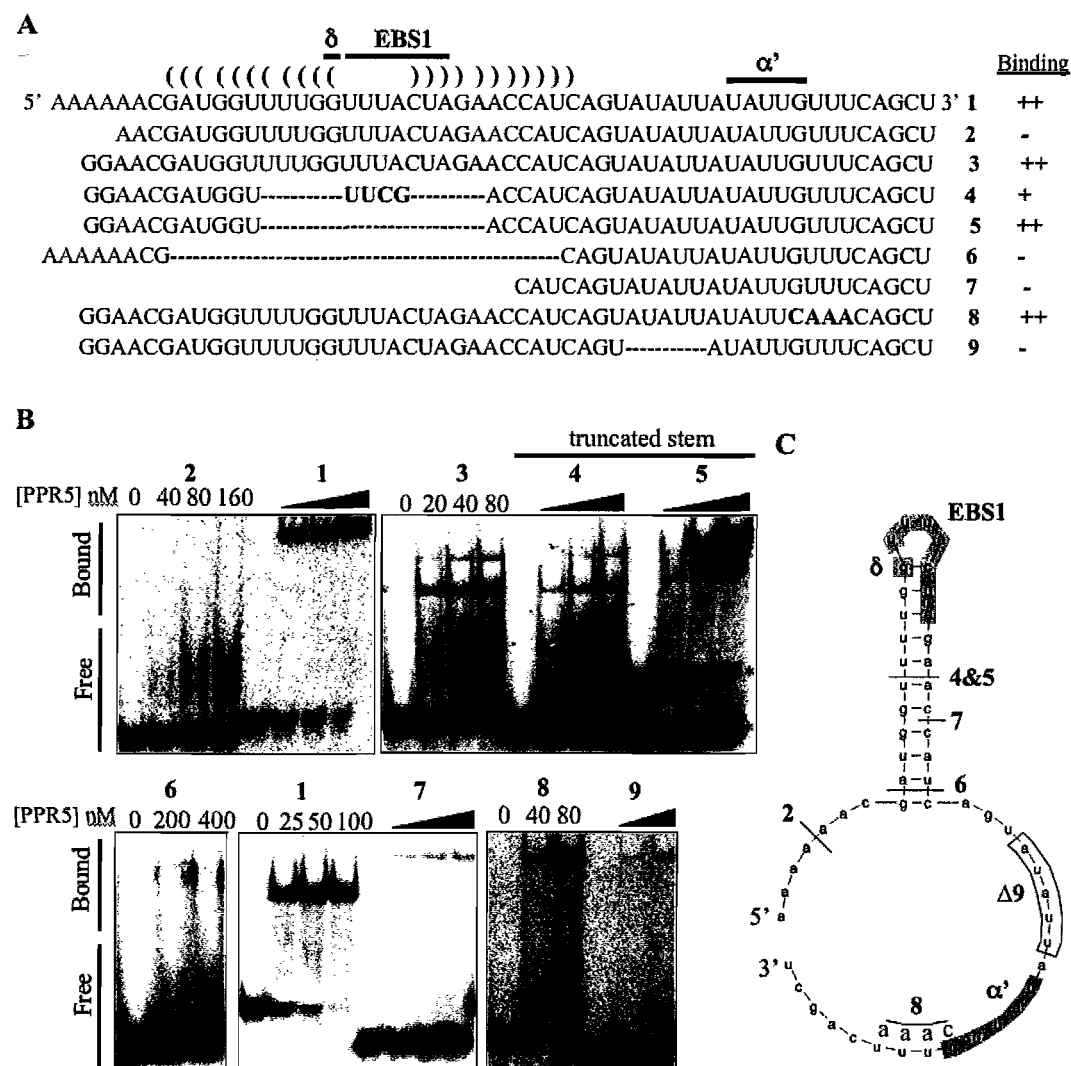 A
δ EBS1
((( (((( (((( )))) ))))))) α' Binding
5' AAAAAACGAUGGUUUUGGUUUACUAGAACCAUCAGUAUAUUAUAUUGUUUCAGCU 3' 1 ++
AACGAUGGUUUUGGUUUACUAGAACCAUCAGUAUAUUAUAUUGUUUCAGCU 2 -
GGAACGAUGGUUUUGGUUUACUAGAACCAUCAGUAUAUUAUAUUGUUUCAGCU 3 ++
GGAACGAUGGU-----------UUCG----------ACCAUCAGUAUAUUAUAUUGUUUCAGCU 4 +
GGAACGAUGGU-----------------------------ACCAUCAGUAUAUUAUAUUGUUUCAGCU 5 ++
AAAAAACG---------------------------------------------------CAGUAUAUUAUAUUGUUUCAGCU 6 -
CAUCAGUAUAUUAUAUUGUUUCAGCU 7 -
GGAACGAUGGUUUUGGUUUACUAGAACCAUCAGUAUAUUAUAUUCAAACAGCU 8 ++
GGAACGAUGGUUUUGGUUUACUAGAACCAUCAGU-----------AUAUUGUUUCAGCU 9 -
B
truncated stem
2 1 3 4 5
[PPR5] nM 0 40 80 160 0 20 40 80
Bound
Free
*
*
6 1 7 8 9
[PPR5] nM 0 200 400 0 25 50 100 0 40 80
Bound
Free
C
EBS1
δ
4&5
7
6
2
5'
3'
Δ9
α'
8
a a a c